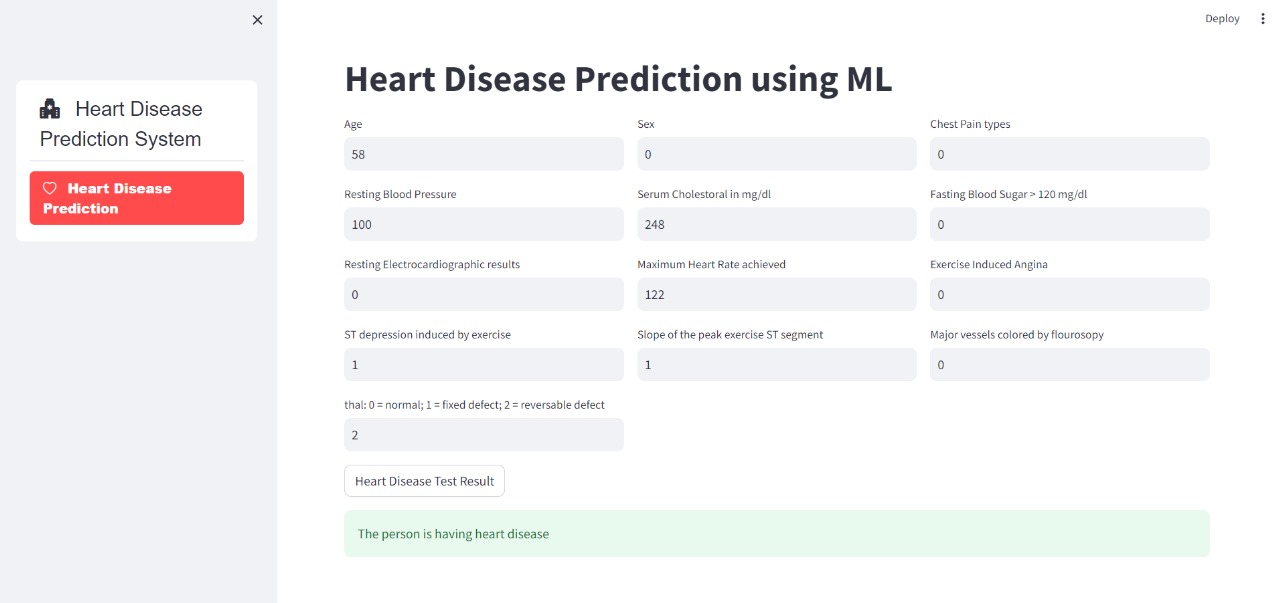 Deploy
Heart Disease
Prediction System
Heart Disease
Prediction
Heart Disease Prediction using ML
Age Sex Chest Pain types
58 0 0
Resting Blood Pressure Serum Cholestoral in mg/dl Fasting Blood Sugar > 120 mg/dl
100 248 0
Resting Electrocardiographic results Maximum Heart Rate achieved Exercise Induced Angina
0 122 0
ST depression induced by exercise Slope of the peak exercise ST segment Major vessels colored by flourosopy
1 1 0
thal: 0 = normal; 1 = fixed defect; 2 = reversable defect
2
Heart Disease Test Result
The person is having heart disease